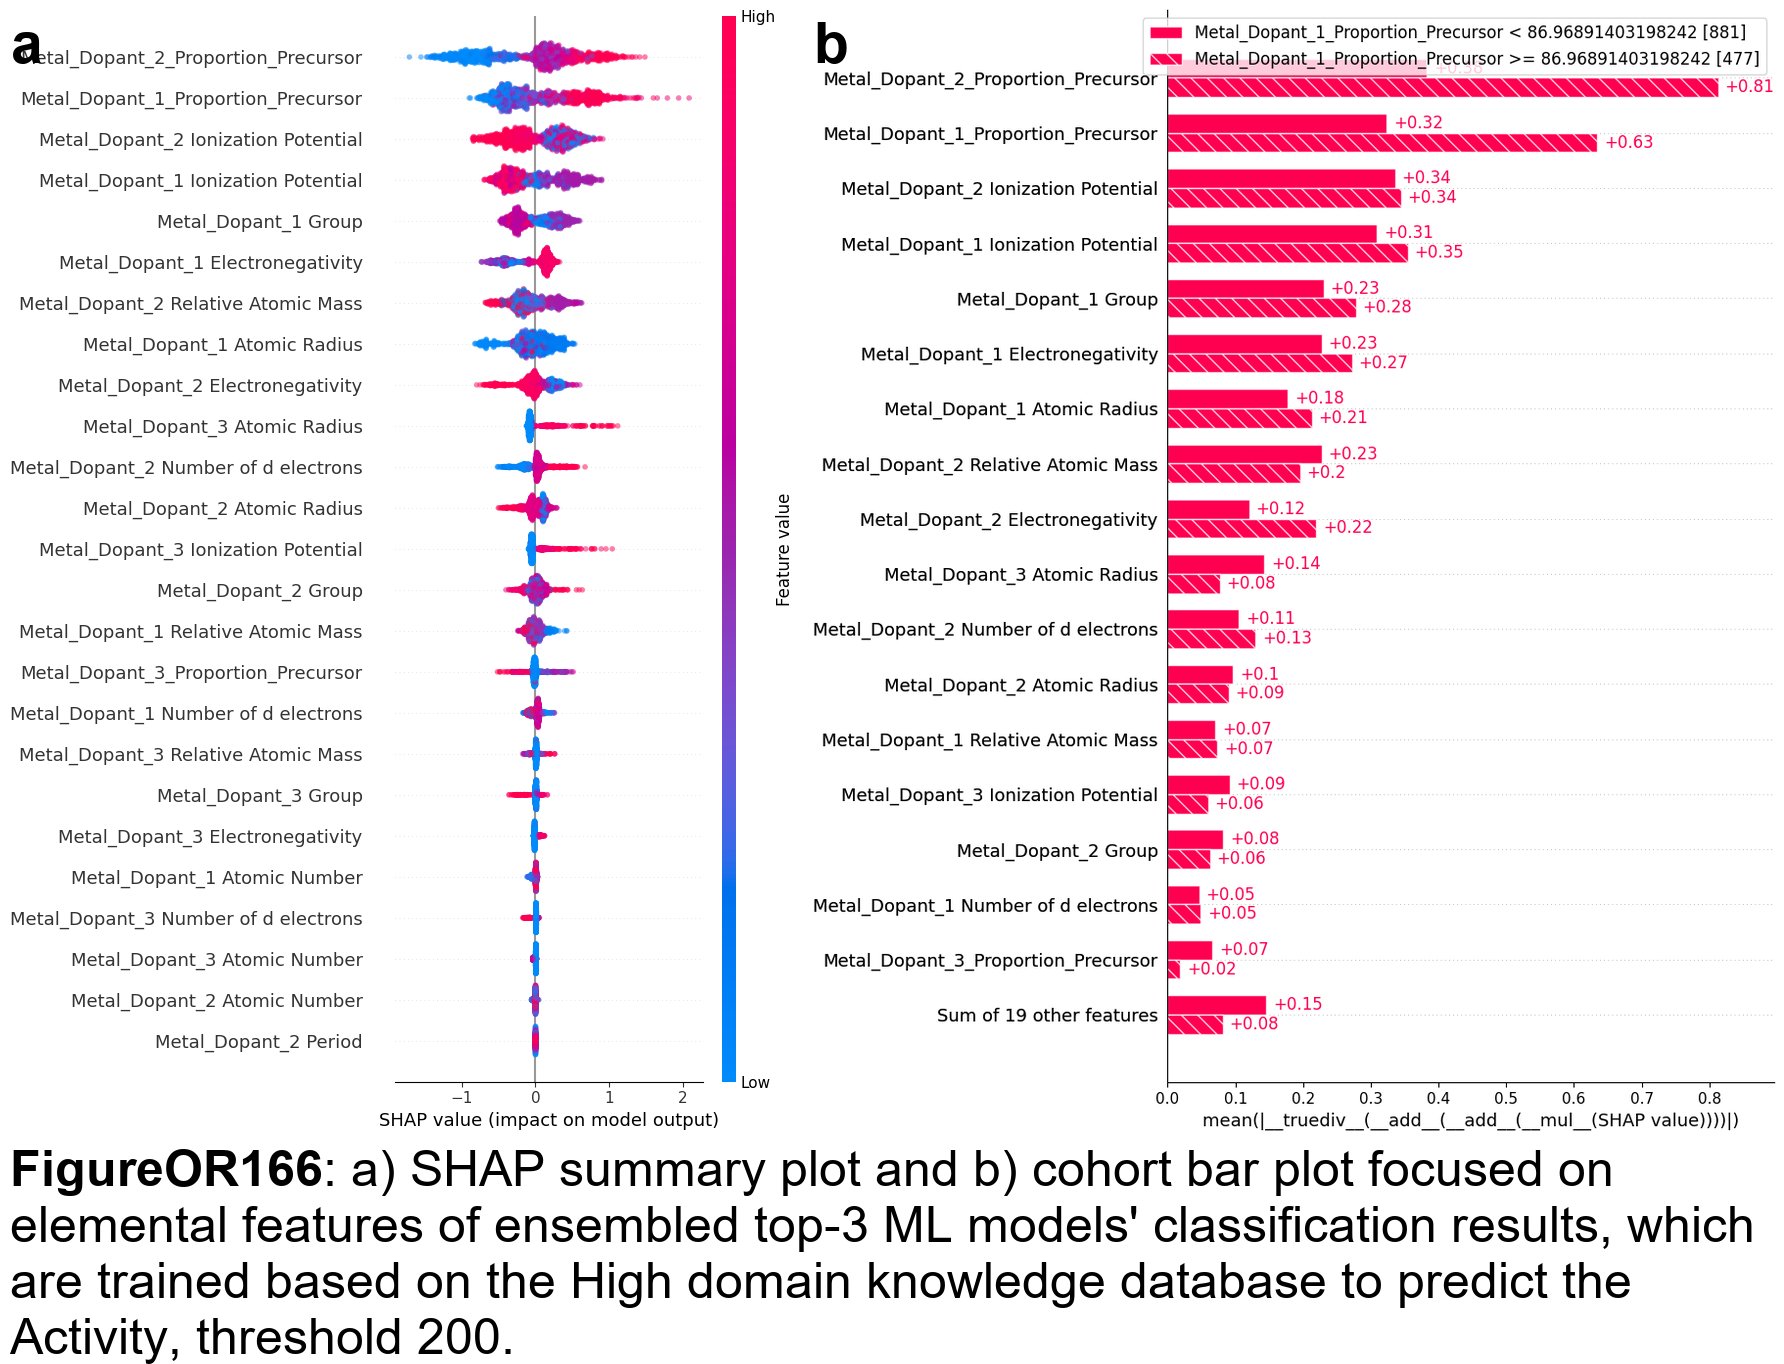 a
Metal_Dopant_2_Proportion_Precursor
Metal_Dopant_1_Proportion_Precursor
Metal_Dopant_2 Ionization Potential
Metal_Dopant_1 Ionization Potential
Metal_Dopant_1 Group
Metal_Dopant_1 Electronegativity
Metal_Dopant_2 Relative Atomic Mass
Metal_Dopant_1 Atomic Radius
Metal_Dopant_2 Electronegativity
Metal_Dopant_3 Atomic Radius
Metal_Dopant_2 Number of d electrons
Metal_Dopant_2 Atomic Radius
Metal_Dopant_3 Ionization Potential
Metal_Dopant_2 Group
Metal_Dopant_1 Relative Atomic Mass
Metal_Dopant_3_Proportion_Precursor
Metal_Dopant_1 Number of d electrons
Metal_Dopant_3 Relative Atomic Mass
Metal_Dopant_3 Group
Metal_Dopant_3 Electronegativity
Metal_Dopant_1 Atomic Number
Metal_Dopant_3 Number of d electrons
Metal_Dopant_3 Atomic Number
Metal_Dopant_2 Atomic Number
Metal_Dopant_2 Period
−1 0 1 2
SHAP value (impact on model output)
High
Feature value
Low
b
Metal_Dopant_1_Proportion_Precursor < 86.96891403198242 [881]
Metal_Dopant_1_Proportion_Precursor >= 86.96891403198242 [477]
+0.38
Metal_Dopant_2_Proportion_Precursor
+0.81
+0.32
Metal_Dopant_1_Proportion_Precursor
+0.63
+0.34
Metal_Dopant_2 Ionization Potential
+0.34
+0.31
Metal_Dopant_1 Ionization Potential
+0.35
+0.23
Metal_Dopant_1 Group
+0.28
+0.23
Metal_Dopant_1 Electronegativity
+0.27
+0.18
Metal_Dopant_1 Atomic Radius
+0.21
+0.23
Metal_Dopant_2 Relative Atomic Mass
+0.2
+0.12
Metal_Dopant_2 Electronegativity
+0.22
+0.14
Metal_Dopant_3 Atomic Radius
+0.08
+0.11
Metal_Dopant_2 Number of d electrons
+0.13
+0.1
Metal_Dopant_2 Atomic Radius
+0.09
+0.07
Metal_Dopant_1 Relative Atomic Mass
+0.07
+0.09
Metal_Dopant_3 Ionization Potential
+0.06
+0.08
Metal_Dopant_2 Group
+0.06
+0.05
Metal_Dopant_1 Number of d electrons
+0.05
+0.07
Metal_Dopant_3_Proportion_Precursor
+0.02
+0.15
Sum of 19 other features
+0.08
0.0 0.1 0.2 0.3 0.4 0.5 0.6 0.7 0.8
mean(|__truediv__(__add__(__add__(__mul__(SHAP value))))|)
FigureOR166: a) SHAP summary plot and b) cohort bar plot focused on
elemental features of ensembled top-3 ML models' classification results, which
are trained based on the High domain knowledge database to predict the
Activity, threshold 200.